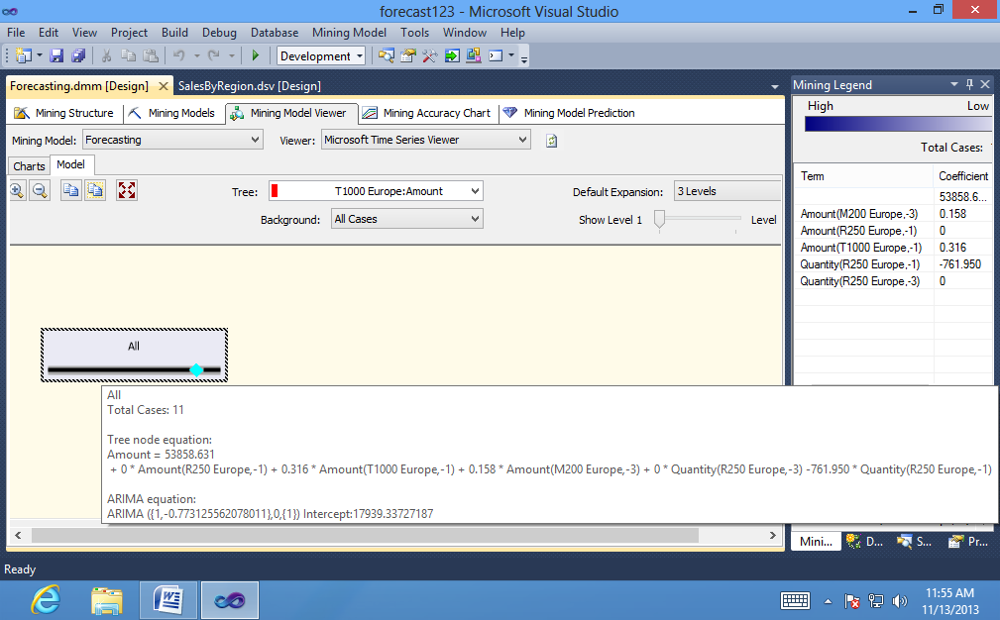 forecast123 - Microsoft Visual Studio
File Edit View Project Build Debug Database Mining Model Tools Window Help
Development
Forecasting.dmm [Design] SalesByRegion.dsv [Design]
Mining Legend
Mining Structure Mining Models Mining Model Viewer Mining Accuracy Chart Mining Model Prediction
High Low
Mining Model: Forecasting Viewer: Microsoft Time Series Viewer
Total Cases:
Charts Model
Tree: T1000 Europe:Amount Default Expansion: 3 Levels
Background: All Cases Show Level 1 Level
Term Coefficient
53858.6...
Amount(M200 Europe,-3) 0.158
Amount(R250 Europe,-1) 0
Amount(T1000 Europe,-1) 0.316
Quantity(R250 Europe,-1) -761.950
Quantity(R250 Europe,-3) 0
All
All
Total Cases: 11
Tree node equation:
Amount = 53858.631
+ 0 * Amount(R250 Europe,-1) + 0.316 * Amount(T1000 Europe,-1) + 0.158 * Amount(M200 Europe,-3) + 0 * Quantity(R250 Europe,-3) -761.950 * Quantity(R250 Europe,-1)
ARIMA equation:
ARIMA ({1,-0.773125562078011},0,{1}) Intercept:17939.33727187
Mini... D... S... Pr...
Ready
11:55 AM
11/13/2013